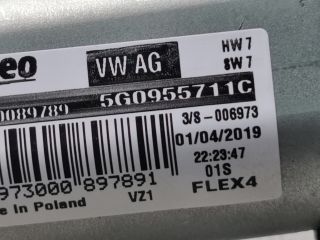 eo VW AG HW 7
SW 7
0089789 5G0955711C
3/8-006973
01/04/2019
22:23:47
973000 897891 01S
e in Poland VZ1 FLEX4